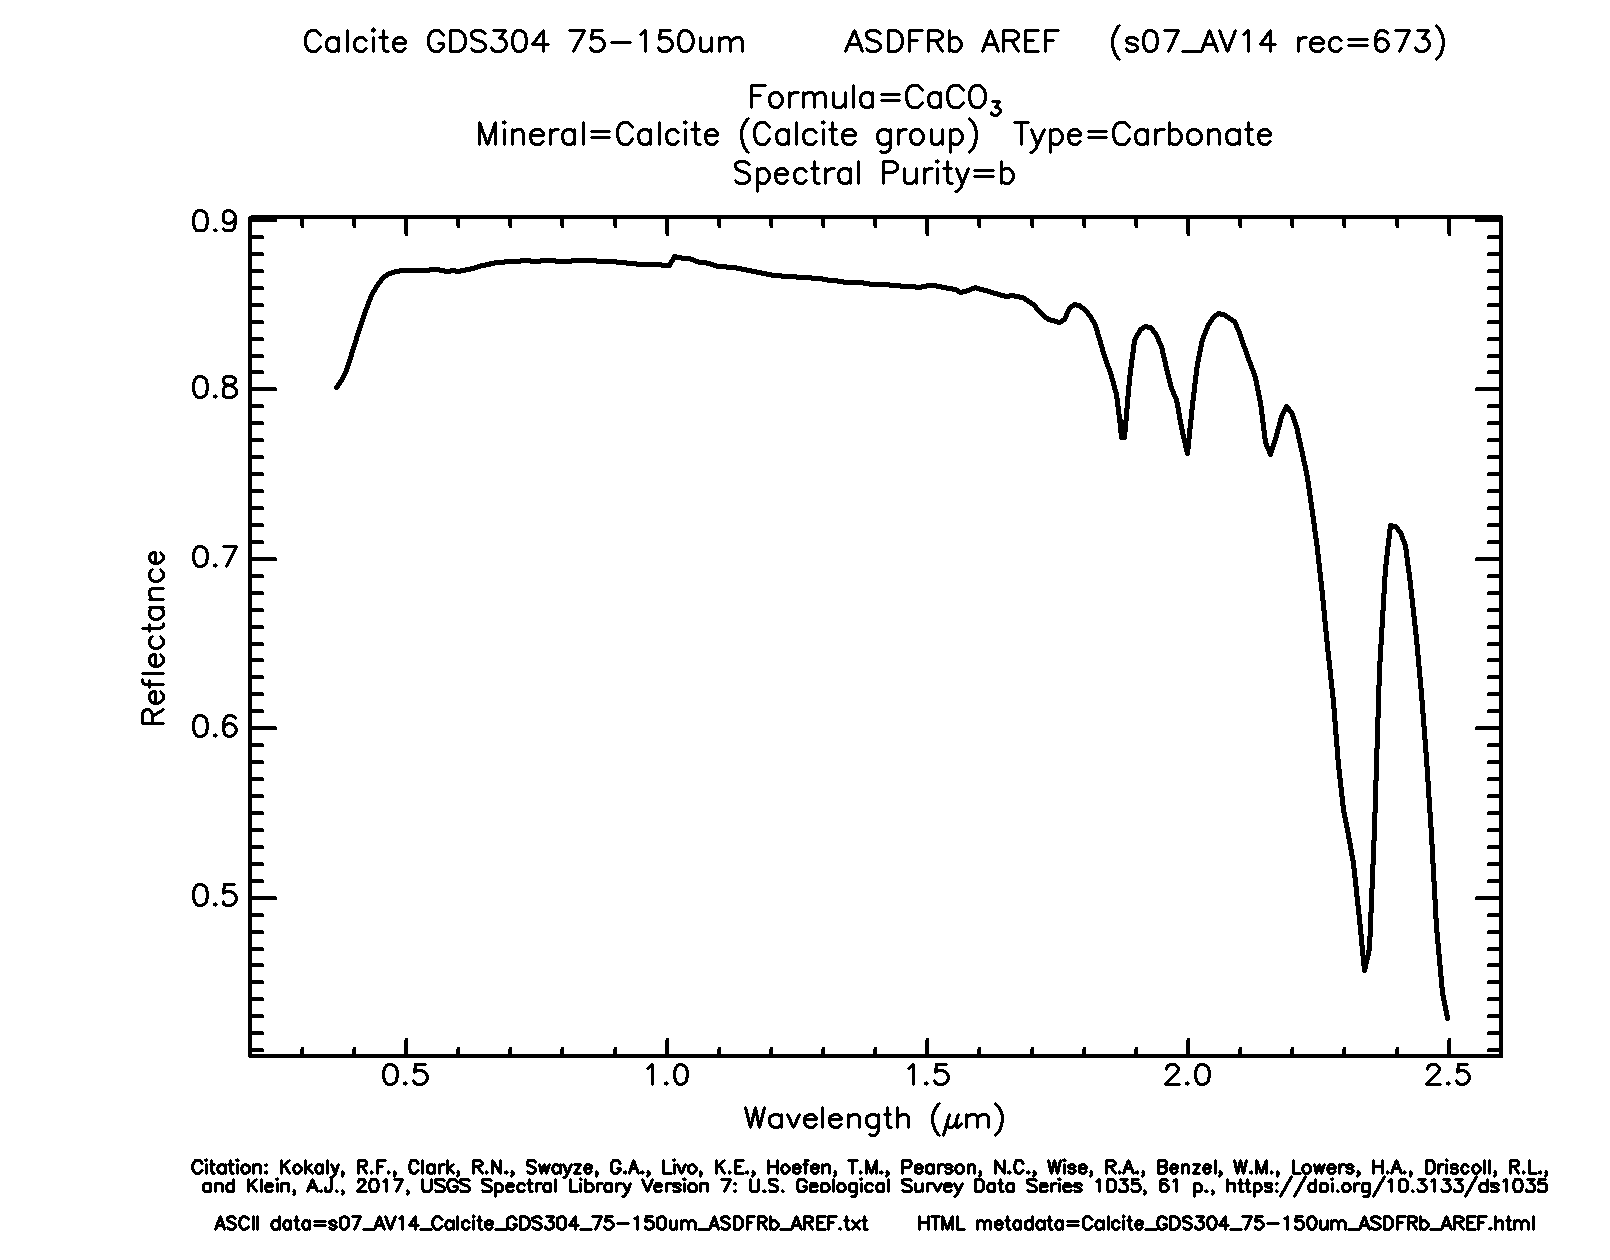 Calcite GDS304 75-150um ASDFRb AREF (s07_AV14 rec=673)
Formula=CaCO3
Mineral=Calcite (Calcite group) Type=Carbonate
Spectral Purity=b
0.9
0.8
0.7
0.6
0.5
Reflectance
0.5 1.0 1.5 2.0 2.5
Wavelength (μm)
Citation: Kokaly, R.F., Clark, R.N., Swayze, G.A., Livo, K.E., Hoefen, T.M., Pearson, N.C., Wise, R.A., Benzel, W.M., Lowers, H.A., Driscoll, R.L.,
and Klein, A.J., 2017, USGS Spectral Library Version 7: U.S. Geological Survey Data Series 1035, 61 p., https://doi.org/10.3133/ds1035
ASCII data=s07_AV14_Calcite_GDS304_75-150um_ASDFRb_AREF.txt HTML metadata=Calcite_GDS304_75-150um_ASDFRb_AREF.html